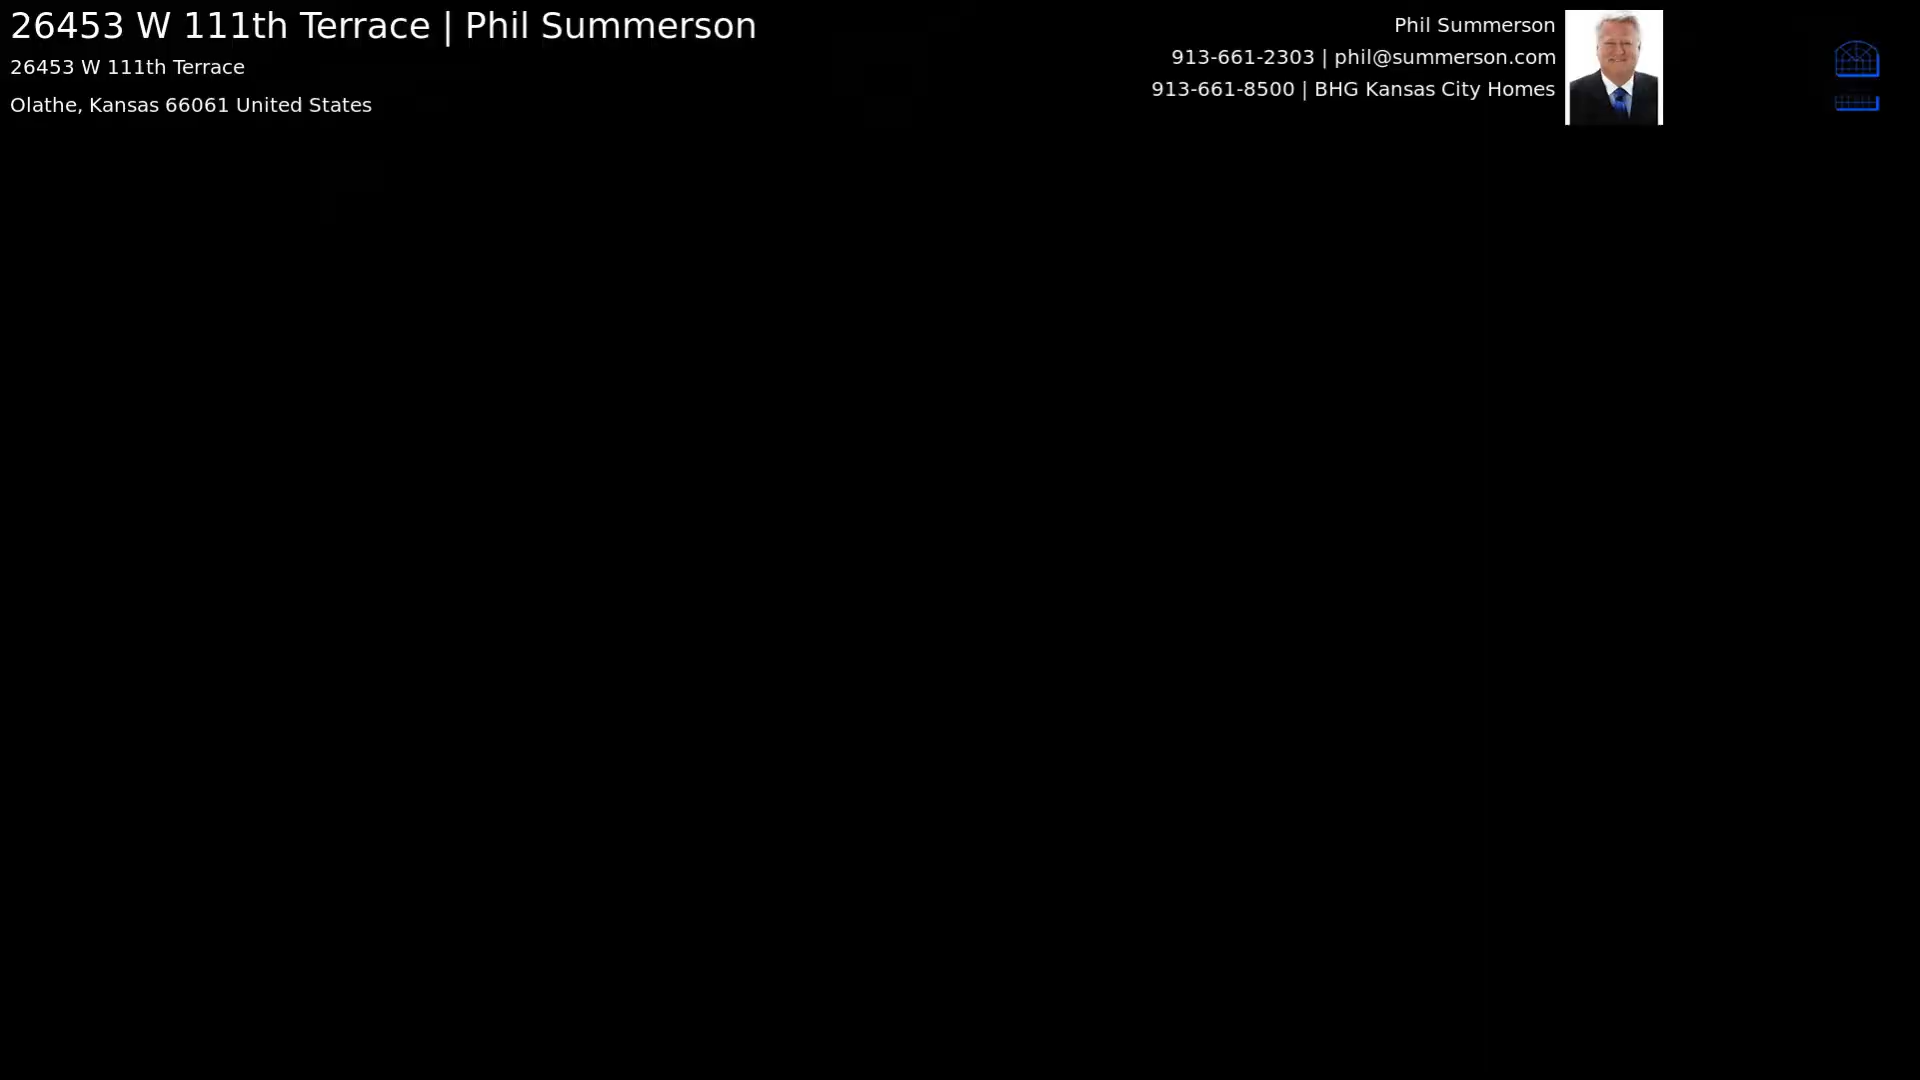 26453 W 111th Terrace | Phil Summerson
26453 W 111th Terrace
Olathe, Kansas 66061 United States
Phil Summerson
913-661-2303 | phil@summerson.com
913-661-8500 | BHG Kansas City Homes